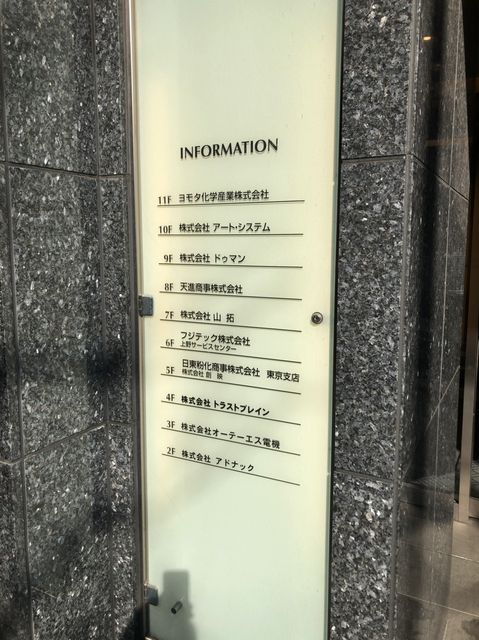 INFORMATION
11F ヨモタ化学産業株式会社
10F 株式会社 アート・システム
9F 株式会社 ドゥマン
8F 天進商事株式会社
7F 株式会社 山 拓
6F フジテック株式会社
上野サービスセンター
5F 日東粉化商事株式会社 東京支店
株式会社 創 映
4F 株式会社 トラストブレイン
3F 株式会社オーテーエス電機
2F 株式会社 アドナック